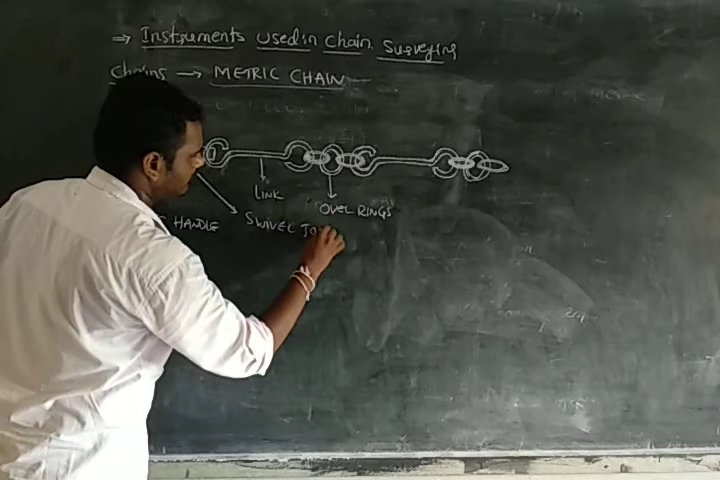 ⇒ Instruments used in Chain Surveying
Chains → METRIC CHAIN
LINK
OVEL RINGS
HANDLE
SWIVEL JO